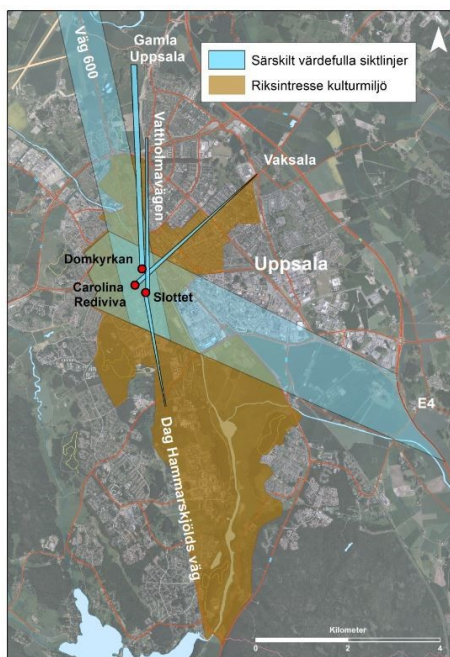 Väg 600
Gamla
Uppsala
Särskilt värdefulla siktlinjer
Riksintresse kulturmiljö
Vattholmavägen
Vaksala
Domkyrkan
Uppsala
Carolina
Rediviva
Slottet
E4
Dag Hammarskjölds väg
Kilometer
0
2
4